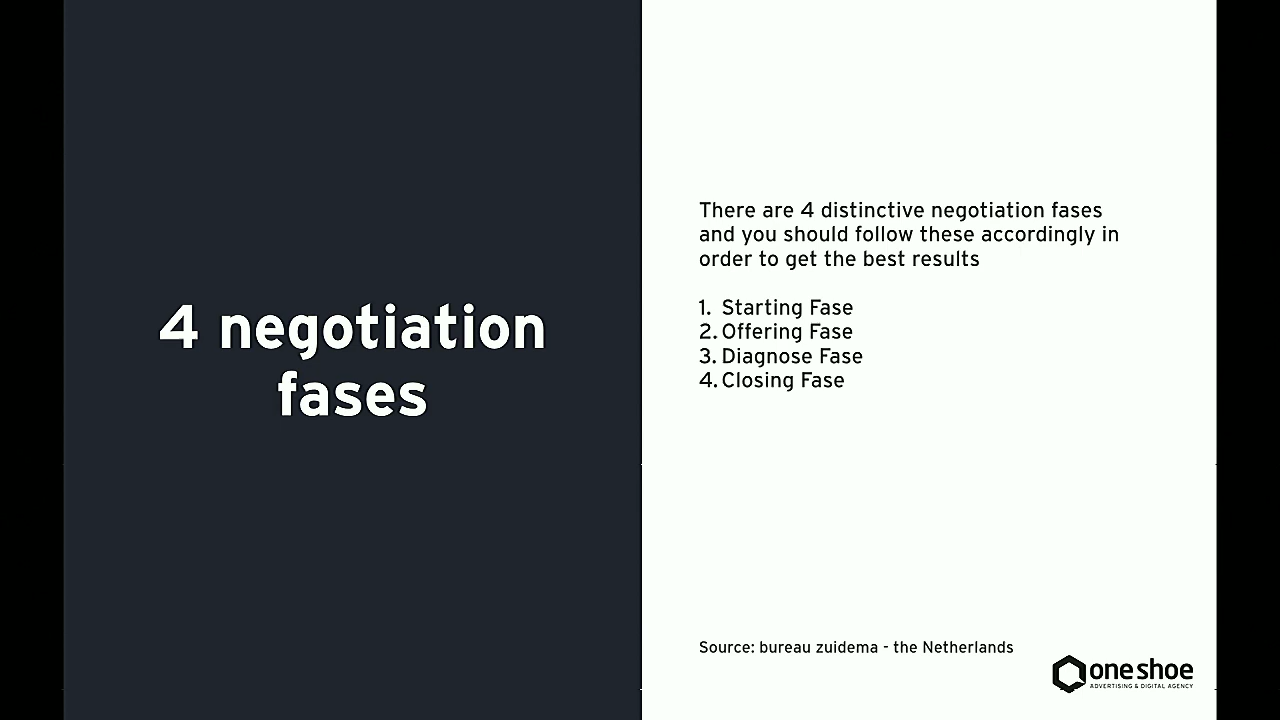 4 negotiation
fases
There are 4 distinctive negotiation fases
and you should follow these accordingly in
order to get the best results
1. Starting Fase
2. Offering Fase
3. Diagnose Fase
4. Closing Fase
Source: bureau zuidema - the Netherlands
one shoe
ADVERTISING & DIGITAL AGENCY